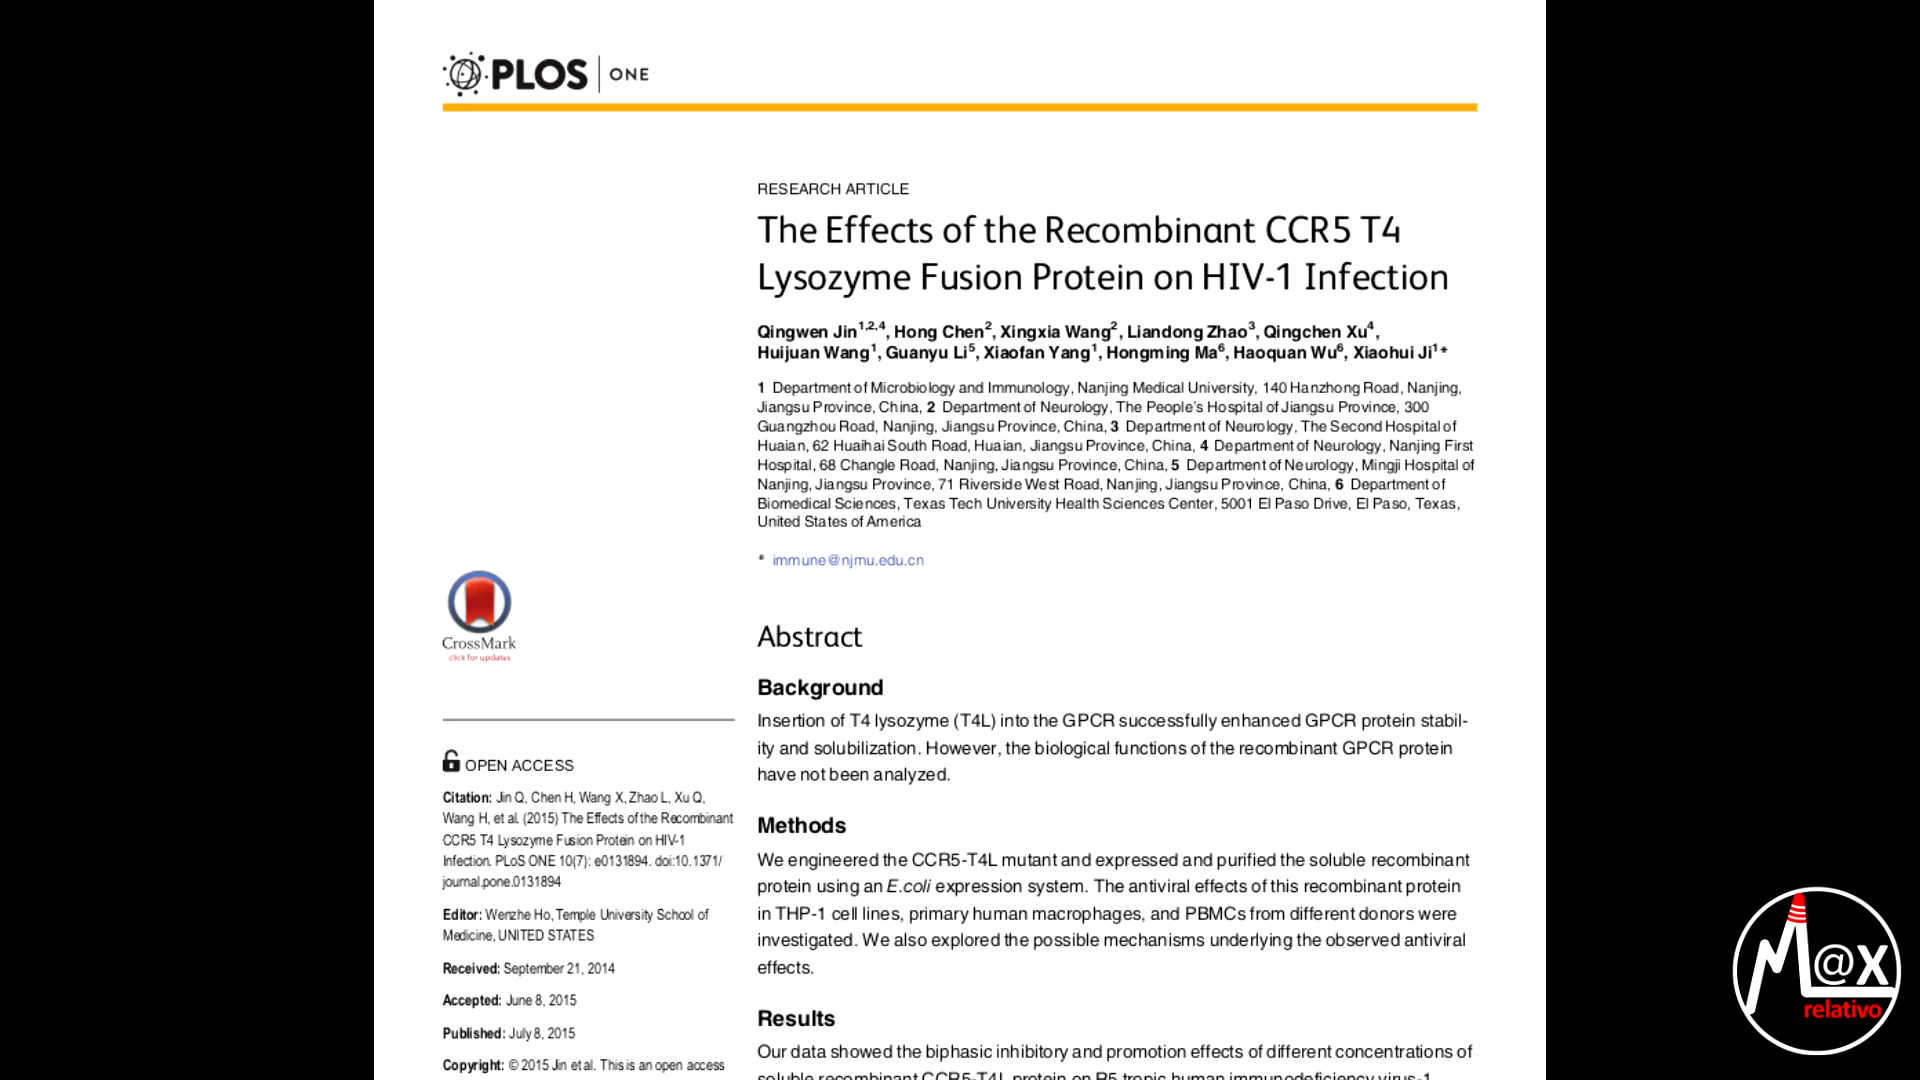 PLOS ONE
RESEARCH ARTICLE
The Effects of the Recombinant CCR5 T4
Lysozyme Fusion Protein on HIV-1 Infection
Qingwen Jin1,2,4, Hong Chen2, Xingxia Wang2, Liandong Zhao3, Qingchen Xu4,
Huijuan Wang1, Guanyu Li5, Xiaofan Yang1, Hongming Ma6, Haoquan Wu6, Xiaohui Ji1*
1 Department of Microbiology and Immunology, Nanjing Medical University, 140 Hanzhong Road, Nanjing,
Jiangsu Province, China, 2 Department of Neurology, The People's Hospital of Jiangsu Province, 300
Guangzhou Road, Nanjing, Jiangsu Province, China, 3 Department of Neurology, The Second Hospital of
Huaian, 62 Huaihai South Road, Huaian, Jiangsu Province, China, 4 Department of Neurology, Nanjing First
Hospital, 68 Changle Road, Nanjing, Jiangsu Province, China, 5 Department of Neurology, Mingji Hospital of
Nanjing, Jiangsu Province, 71 Riverside West Road, Nanjing, Jiangsu Province, China, 6 Department of
Biomedical Sciences, Texas Tech University Health Sciences Center, 5001 El Paso Drive, El Paso, Texas,
United States of America
* immune@njmu.edu.cn
CrossMark
click for updates
Abstract
Background
Insertion of T4 lysozyme (T4L) into the GPCR successfully enhanced GPCR protein stabil-
ity and solubilization. However, the biological functions of the recombinant GPCR protein
have not been analyzed.
Methods
We engineered the CCR5-T4L mutant and expressed and purified the soluble recombinant
protein using an E.coli expression system. The antiviral effects of this recombinant protein
in THP-1 cell lines, primary human macrophages, and PBMCs from different donors were
investigated. We also explored the possible mechanisms underlying the observed antiviral
effects.
Results
Our data showed the biphasic inhibitory and promotion effects of different concentrations of
soluble recombinant CCR5-T4L protein on R5 tropic human immunodeficiency virus-1
OPEN ACCESS
Citation: Jin Q, Chen H, Wang X, Zhao L, Xu Q,
Wang H, et al. (2015) The Effects of the Recombinant
CCR5 T4 Lysozyme Fusion Protein on HIV-1
Infection. PLoS ONE 10(7): e0131894. doi:10.1371/
journal.pone.0131894
Editor: Wenzhe Ho, Temple University School of
Medicine, UNITED STATES
Received: September 21, 2014
Accepted: June 8, 2015
Published: July 8, 2015
Copyright: © 2015 Jin et al. This is an open access
M@x
relativo